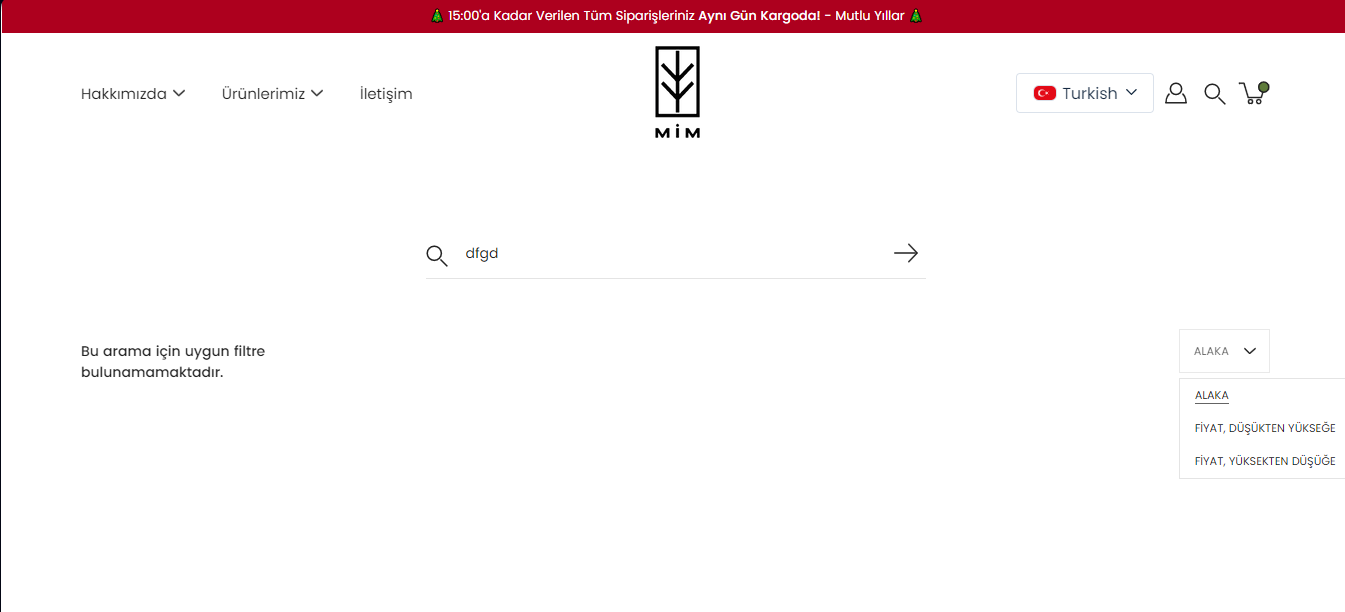 15:00'a Kadar Verilen Tüm Siparişleriniz Aynı Gün Kargoda! - Mutlu Yıllar
Hakkımızda
Ürünlerimiz
İletişim
MİM
Turkish
dfgd
Bu arama için uygun filtre
bulunamamaktadır.
ALAKA
ALAKA
FİYAT, DÜŞÜKTEN YÜKSEĞE
FİYAT, YÜKSEKTEN DÜŞÜĞE